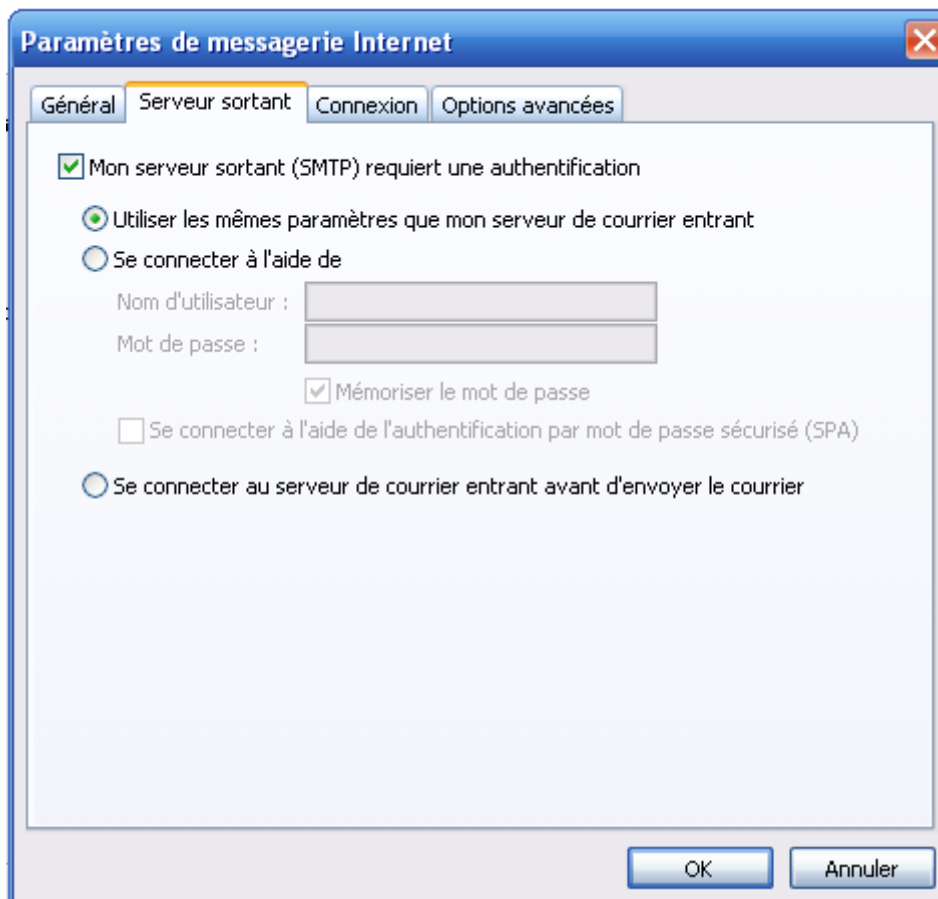 Paramètres de messagerie Internet
Général Serveur sortant Connexion Options avancées
Mon serveur sortant (SMTP) requiert une authentification
Utiliser les mêmes paramètres que mon serveur de courrier entrant
Se connecter à l'aide de
Nom d'utilisateur :
Mot de passe :
Mémoriser le mot de passe
Se connecter à l'aide de l'authentification par mot de passe sécurisé (SPA)
Se connecter au serveur de courrier entrant avant d'envoyer le courrier
OK Annuler